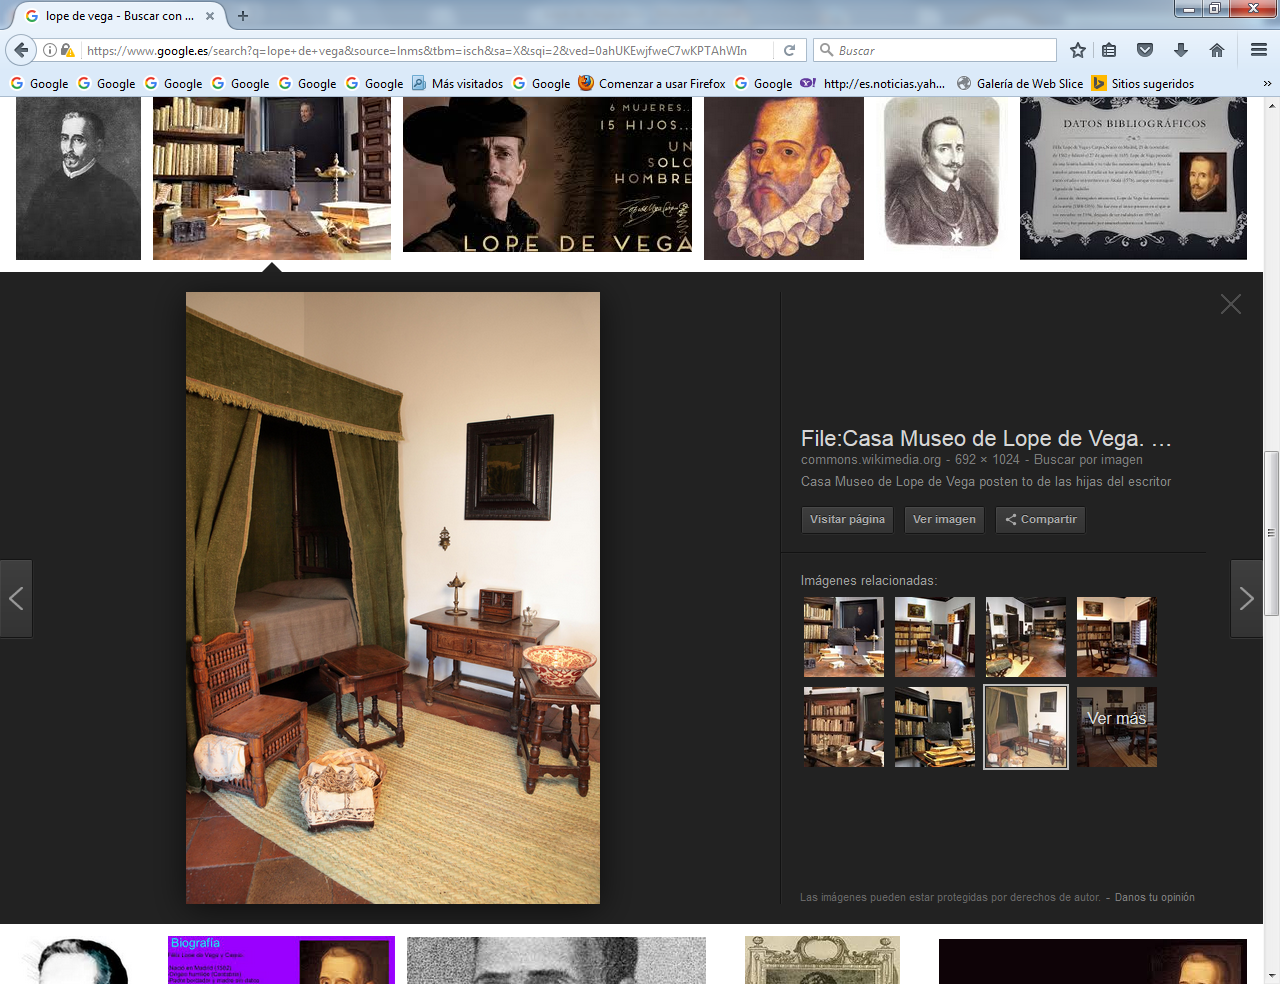 lope de vega - Buscar con ...
https://www.google.es/search?q=lope+de+vega&source=lnms&tbm=isch&sa=X&sqi=2&ved=0ahUKEwjfweC7wKPTAhWIn
Buscar
Google Google Google Google Google Google Más visitados Google Comenzar a usar Firefox Google http://es.noticias.yah... Galería de Web Slice Sitios sugeridos »
6 MUJERES...
15 HIJOS...
UN
SOLO
HOMBRE
LOPE DE VEGA
DATOS BIBLIOGRÁFICOS
File:Casa Museo de Lope de Vega. ...
commons.wikimedia.org - 692 × 1024 - Buscar por imagen
Casa Museo de Lope de Vega posten to de las hijas del escritor
Visitar página Ver imagen Compartir
Imágenes relacionadas:
Ver más
Las imágenes pueden estar protegidas por derechos de autor. - Danos tu opinión
Biografía